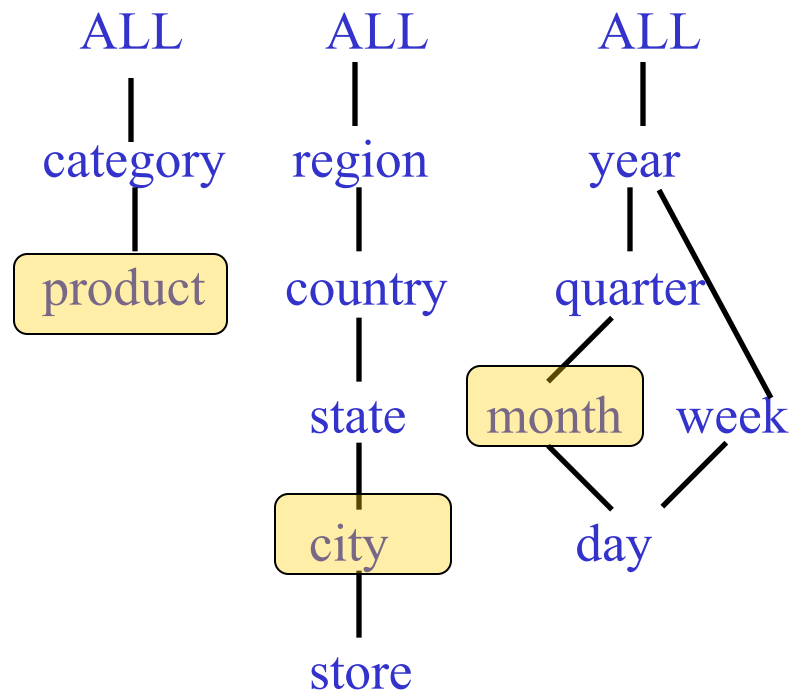 ALL ALL ALL
category region year
product country quarter
state month week
city day
store